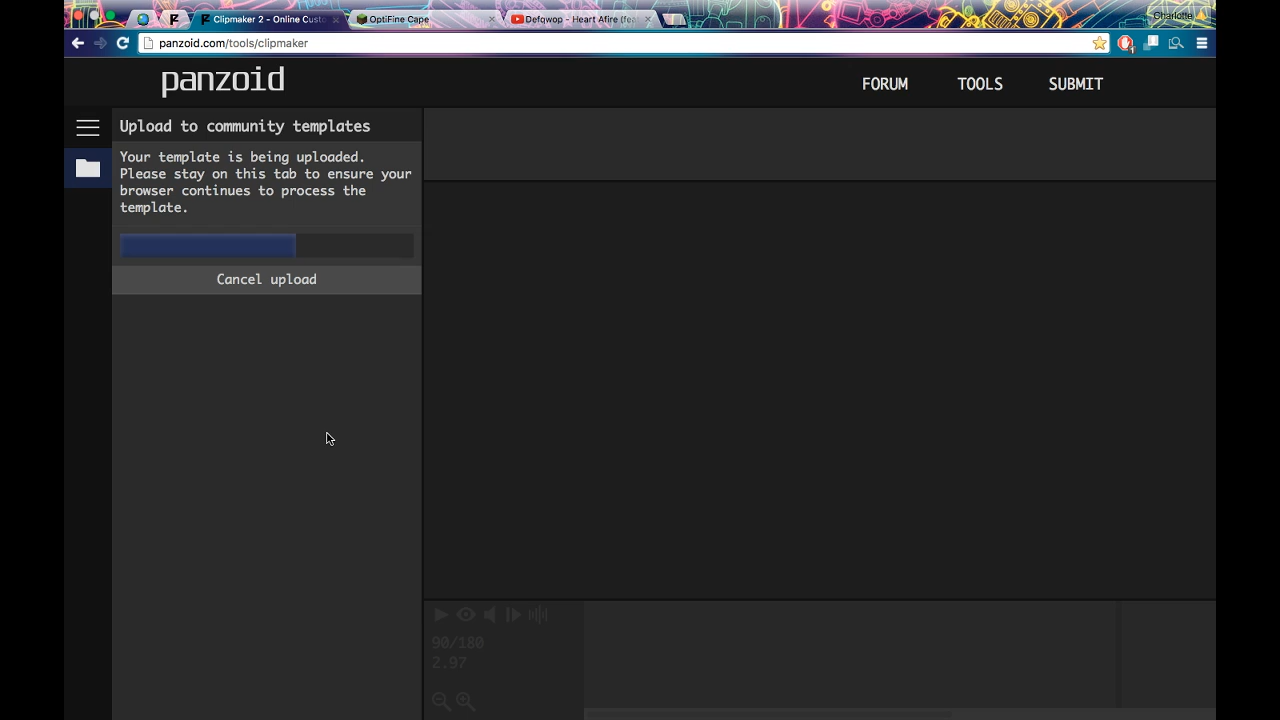 Clipmaker 2 - Online Custo
OptiFine Cape
Defqwop - Heart Afire (fea
Charlotte
panzoid.com/tools/clipmaker
panzoid
FORUM
TOOLS
SUBMIT
Upload to community templates
Your template is being uploaded.
Please stay on this tab to ensure your
browser continues to process the
template.
Cancel upload
90/180
2.97